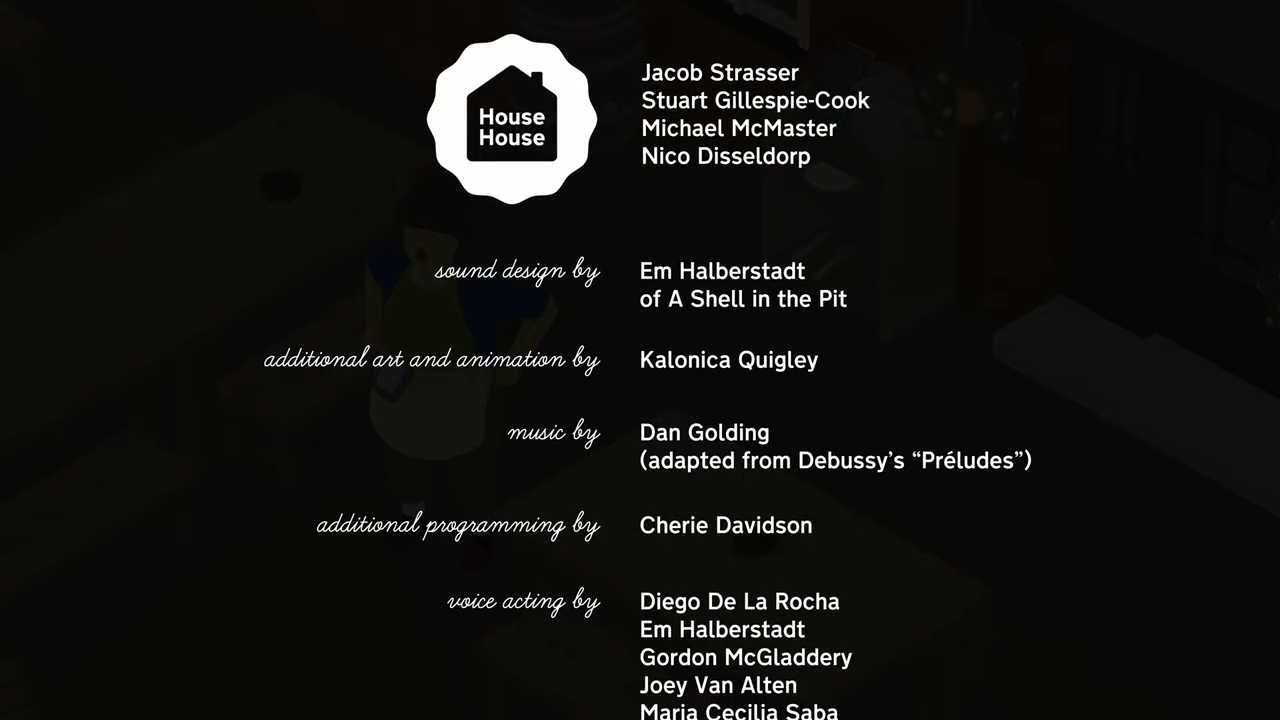 House
House
Jacob Strasser
Stuart Gillespie-Cook
Michael McMaster
Nico Disseldorp
sound design by
Em Halberstadt
of A Shell in the Pit
additional art and animation by
Kalonica Quigley
music by
Dan Golding
(adapted from Debussy’s “Préludes”)
additional programming by
Cherie Davidson
voice acting by
Diego De La Rocha
Em Halberstadt
Gordon McGladdery
Joey Van Alten
Maria Cecilia Saba